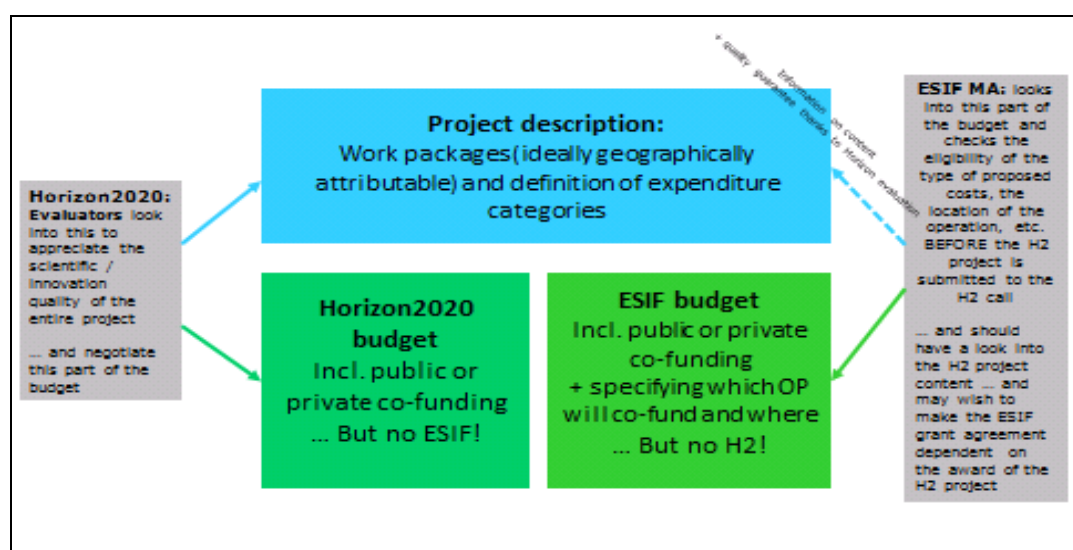 Horizon2020:
Evaluators look
into this to
appreciate the
scientific /
innovation
quality of the
entire project
... and negotiate
this part of the
budget
Project description:
Work packages(ideally geographically
attributable) and definition of expenditure
categories
Horizon2020
budget
Incl. public or
private co-funding
... But no ESIF!
ESIF budget
Incl. public or private
co-funding
+ specifying which OP
will co-fund and where
... But no H2!
Information on content
+ quality guarantee thanks to Horizon evaluation
ESIF MA: looks
into this part of
the budget and
checks the
eligibility of the
type of proposed
costs, the
location of the
operation, etc.
BEFORE the H2
project is
submitted to the
H2 call
... and should
have a look into
the H2 project
content ... and
may wish to
make the ESIF
grant agreement
dependent on
the award of the
H2 project